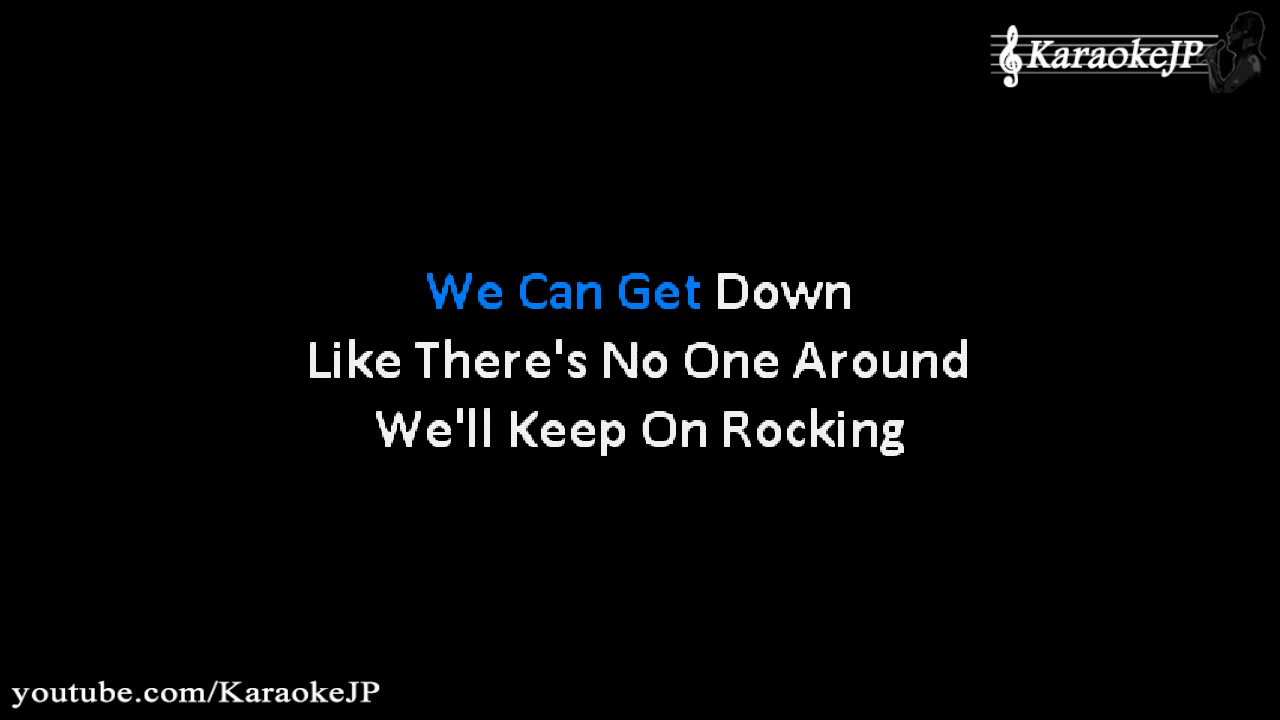 KaraokeJP
We Can Get Down
Like There's No One Around
We'll Keep On Rocking
youtube.com/KaraokeJP